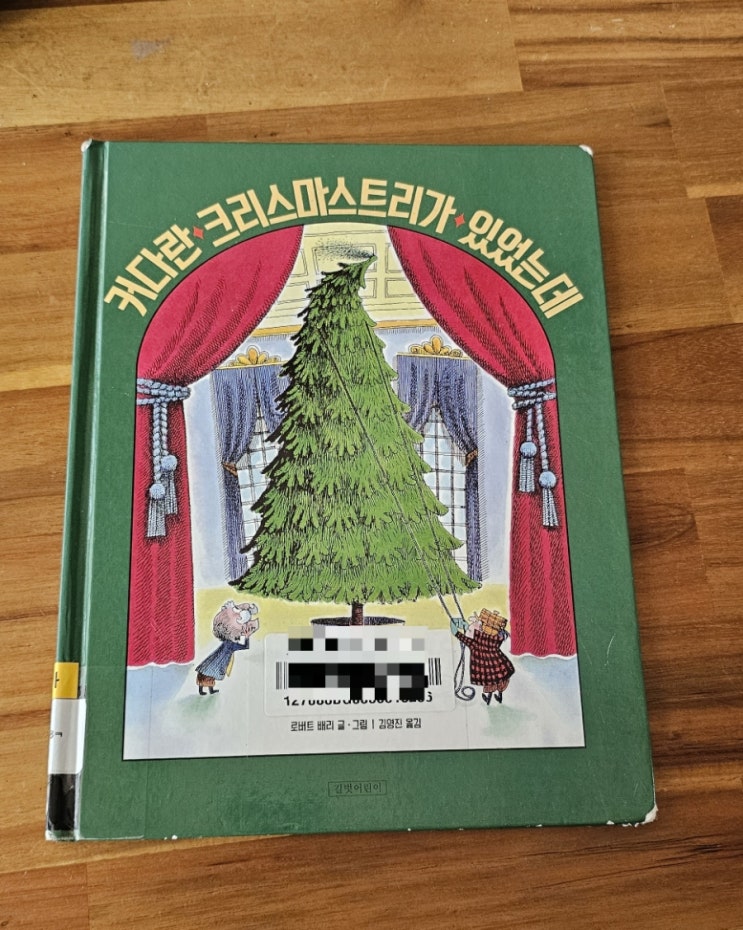 커다란·크리스마스트리가·있었는데
로버트 배리 글·그림 | 김영진 옮김
길벗어린이